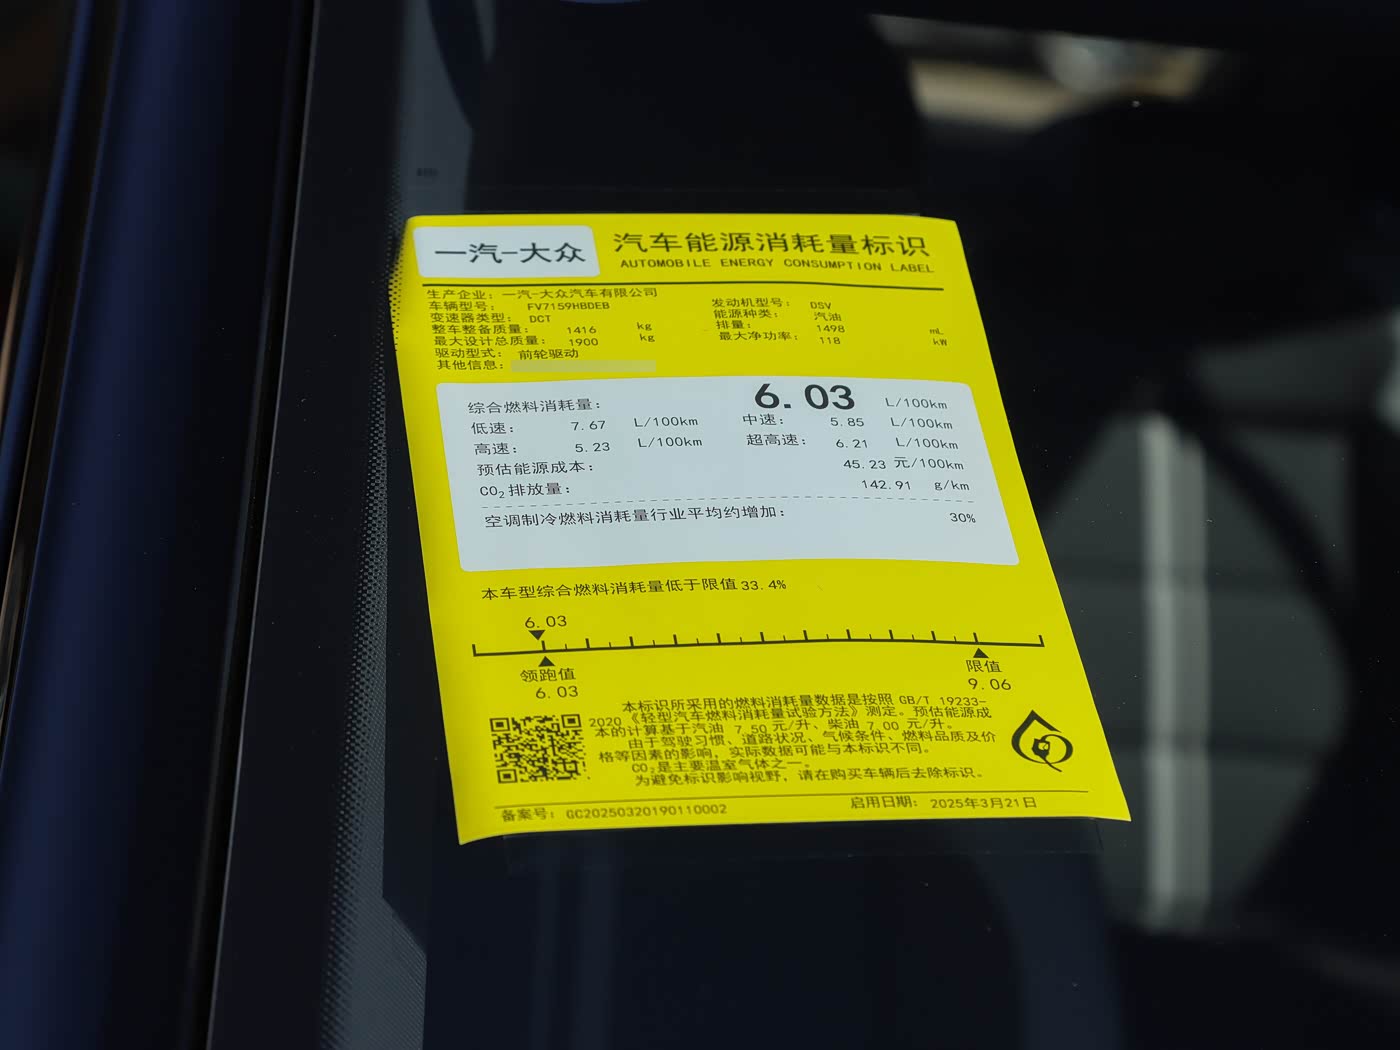 一汽-大众 汽车能源消耗量标识
AUTOMOBILE ENERGY CONSUMPTION LABEL
生产企业: 一汽-大众汽车有限公司
车辆型号: FV7159HBDEB 发动机型号: DSV
变速器类型: DCT 能源种类: 汽油
整车整备质量: 1416 kg 排量: 1498 mL
最大设计总质量: 1900 kg 最大净功率: 118 kW
驱动型式: 前轮驱动
其他信息:
综合燃料消耗量: 6.03 L/100km
低速: 7.67 L/100km 中速: 5.85 L/100km
高速: 5.23 L/100km 超高速: 6.21 L/100km
预估能源成本: 45.23 元/100km
CO₂排放量: 142.91 g/km
空调制冷燃料消耗量行业平均约增加: 30%
本车型综合燃料消耗量低于限值33.4%
6.03
领跑值 限值
6.03 9.06
本标识所采用的燃料消耗量数据是按照 GB/T 19233-
2020 《轻型汽车燃料消耗量试验方法》测定。预估能源成
本的计算基于汽油 7.50 元/升、柴油 7.00 元/升。
由于驾驶习惯、道路状况、气候条件、燃料品质及价
格等因素的影响, 实际数据可能与本标识不同。
CO₂是主要温室气体之一。
为避免标识影响视野, 请在购买车辆后去除标识。
备案号: GC20250320190110002 启用日期: 2025年3月21日